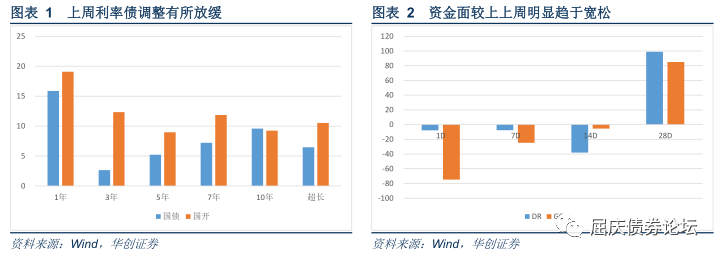 图表 1 上周利率债调整有所放缓
25
20
15
10
5
0
1年 3年 5年 7年 10年 超长
国债 国开
资料来源：Wind，华创证券
图表 2 资金面较上上周明显趋于宽松
120
100
80
60
40
20
0
-20
-40
-60
-80
-100
1D 7D 14D 28D
DR
屈庆债券论坛
资料来源：Wind，华创证券